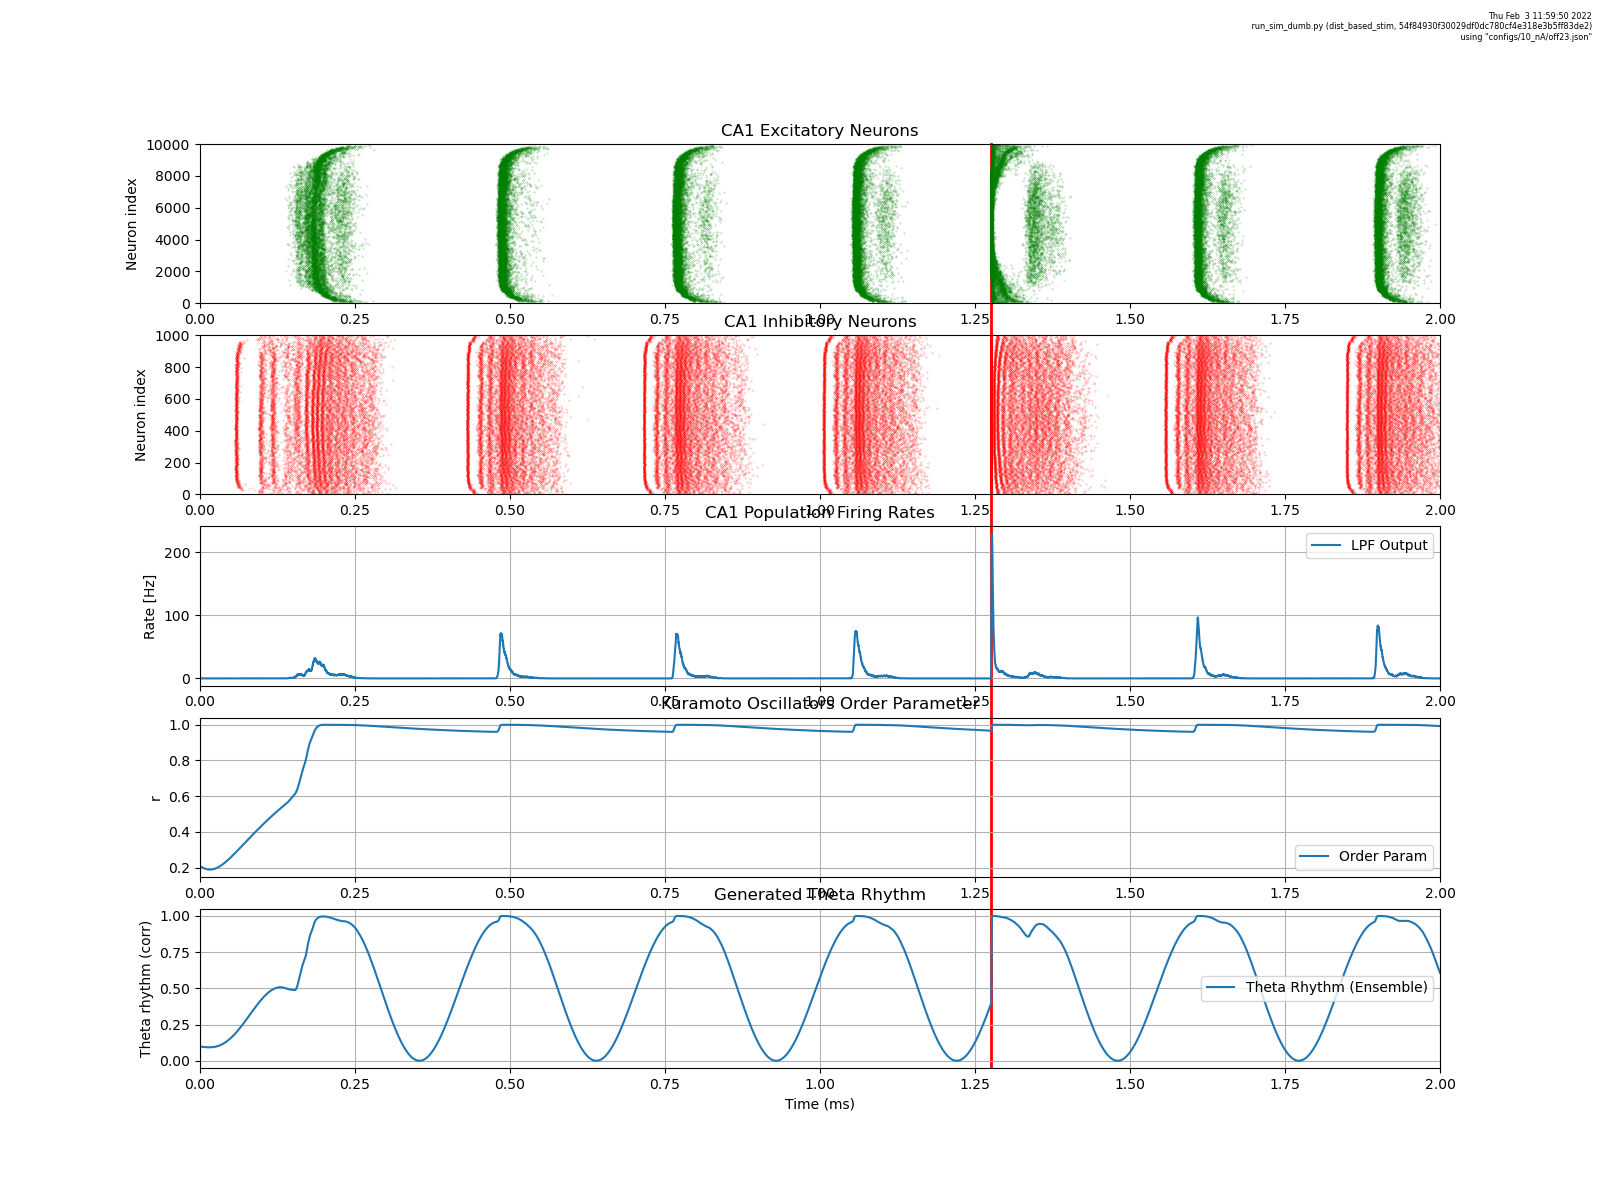 Thu Feb  3 11:59:50 2022
run_sim_dumb.py (dist_based_stim, 54f84930f30029df0dc780cf4e318e3b5ff83de2)
using "configs/10_nA/off23.json"
CA1 Excitatory Neurons
Neuron index
10000
8000
6000
4000
2000
0
0.00 0.25 0.50 0.75 1.00 1.25 1.50 1.75 2.00
CA1 Inhibitory Neurons
Neuron index
1000
800
600
400
200
0
0.00 0.25 0.50 0.75 1.00 1.25 1.50 1.75 2.00
CA1 Population Firing Rates
Rate [Hz]
200
100
0
LPF Output
0.00 0.25 0.50 0.75 1.00 1.25 1.50 1.75 2.00
Kuramoto Oscillators Order Parameter
r
1.0
0.8
0.6
0.4
0.2
Order Param
0.00 0.25 0.50 0.75 1.00 1.25 1.50 1.75 2.00
Generated Theta Rhythm
Theta rhythm (corr)
1.00
0.75
0.50
0.25
0.00
Theta Rhythm (Ensemble)
0.00 0.25 0.50 0.75 1.00 1.25 1.50 1.75 2.00
Time (ms)